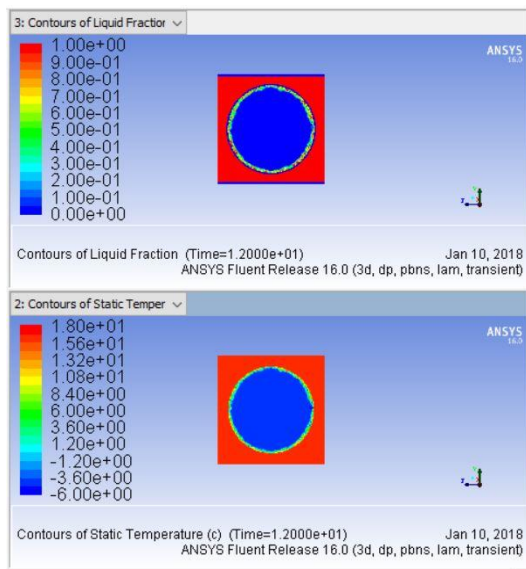 3: Contours of Liquid Fraction
1.00e+00
9.00e-01
8.00e-01
7.00e-01
6.00e-01
5.00e-01
4.00e-01
3.00e-01
2.00e-01
1.00e-01
0.00e+00
ANSYS
16.0
Contours of Liquid Fraction (Time=1.2000e+01)
Jan 10, 2018
ANSYS Fluent Release 16.0 (3d, dp, pbns, lam, transient)
2: Contours of Static Temper
1.80e+01
1.56e+01
1.32e+01
1.08e+01
8.40e+00
6.00e+00
3.60e+00
1.20e+00
-1.20e+00
-3.60e+00
-6.00e+00
ANSYS
16.0
Contours of Static Temperature (c) (Time=1.2000e+01)
Jan 10, 2018
ANSYS Fluent Release 16.0 (3d, dp, pbns, lam, transient)